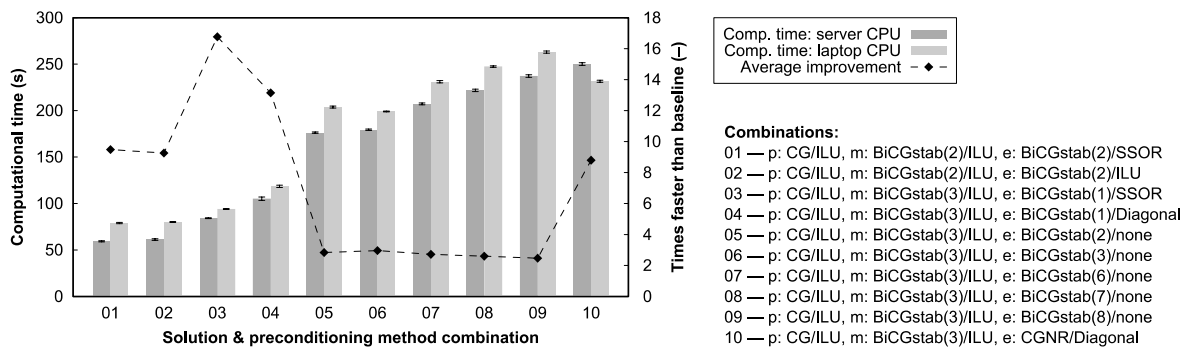 300
250
200
150
100
50
0
Computational time (s)
01 02 03 04 05 06 07 08 09 10
Solution & preconditioning method combination
18
16
14
12
10
8
6
4
2
0
Times faster than baseline (–)
Comp. time: server CPU
Comp. time: laptop CPU
Average improvement
Combinations:
01 — p: CG/ILU, m: BiCGstab(2)/ILU, e: BiCGstab(2)/SSOR
02 — p: CG/ILU, m: BiCGstab(2)/ILU, e: BiCGstab(2)/ILU
03 — p: CG/ILU, m: BiCGstab(3)/ILU, e: BiCGstab(1)/SSOR
04 — p: CG/ILU, m: BiCGstab(3)/ILU, e: BiCGstab(1)/Diagonal
05 — p: CG/ILU, m: BiCGstab(3)/ILU, e: BiCGstab(2)/none
06 — p: CG/ILU, m: BiCGstab(3)/ILU, e: BiCGstab(3)/none
07 — p: CG/ILU, m: BiCGstab(3)/ILU, e: BiCGstab(6)/none
08 — p: CG/ILU, m: BiCGstab(3)/ILU, e: BiCGstab(7)/none
09 — p: CG/ILU, m: BiCGstab(3)/ILU, e: BiCGstab(8)/none
10 — p: CG/ILU, m: BiCGstab(3)/ILU, e: CGNR/Diagonal